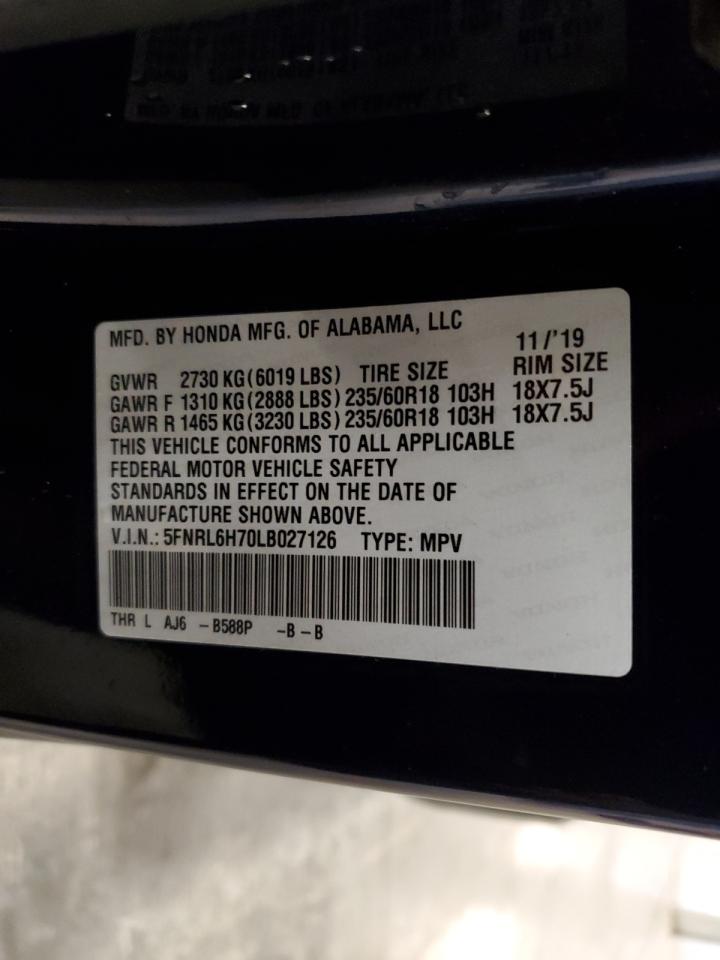 MFD. BY HONDA MFG. OF ALABAMA, LLC
11/'19
GVWR 2730 KG (6019 LBS) TIRE SIZE RIM SIZE
GAWR F 1310 KG (2888 LBS) 235/60R18 103H 18X7.5J
GAWR R 1465 KG (3230 LBS) 235/60R18 103H 18X7.5J
THIS VEHICLE CONFORMS TO ALL APPLICABLE
FEDERAL MOTOR VEHICLE SAFETY
STANDARDS IN EFFECT ON THE DATE OF
MANUFACTURE SHOWN ABOVE.
V.I.N.: 5FNRL6H70LB027126 TYPE: MPV
THR L AJ6 - B588P - B - B